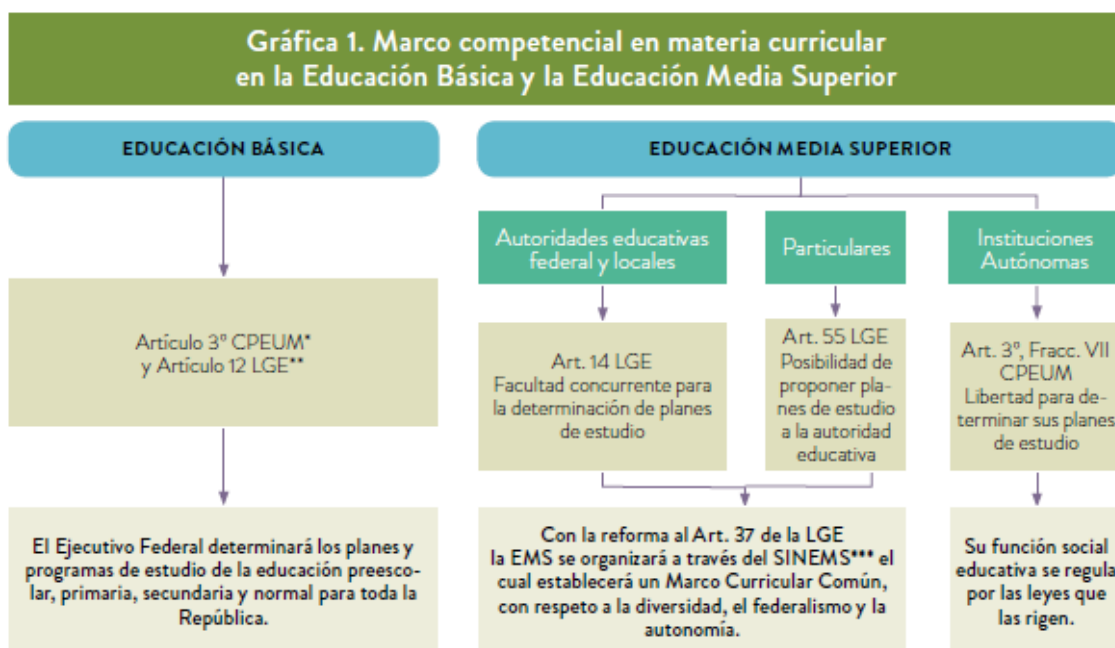 Gráfica 1. Marco competencial en materia curricular
en la Educación Básica y la Educación Media Superior
EDUCACIÓN BÁSICA
Artículo 3º CPEUM*
y Artículo 12 LGE**
El Ejecutivo Federal determinará los planes y
programas de estudio de la educación preesco-
lar, primaria, secundaria y normal para toda la
República.
EDUCACIÓN MEDIA SUPERIOR
Autoridades educativas
federal y locales
Art. 14 LGE
Facultad concurrente para
la determinación de planes
de estudio
Particulares
Art. 55 LGE
Posibilidad de
proponer pla-
nes de estudio
a la autoridad
educativa
Con la reforma al Art. 37 de la LGE
la EMS se organizará a través del SINEMS*** el
cual establecerá un Marco Curricular Común,
con respeto a la diversidad, el federalismo y la
autonomía.
Instituciones
Autónomas
Art. 3º, Fracc. VII
CPEUM
Libertad para de-
terminar sus planes
de estudio
Su función social
educativa se regula
por las leyes que
las rigen.